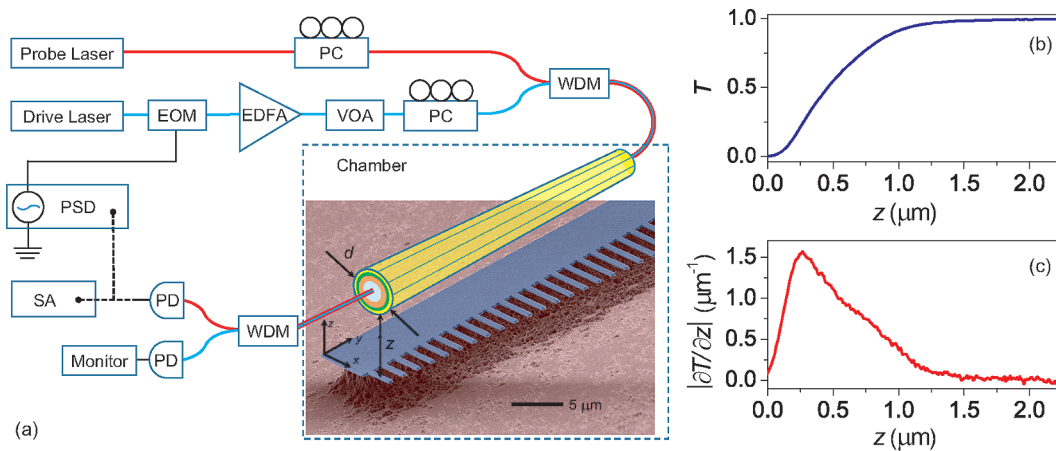 Probe Laser
PC
WDM
Drive Laser
EOM
EDFA
VOA
PC
Chamber
PSD
d
SA
PD
WDM
z
y
x
z
Monitor
PD
5 μm
(a)
1.0
(b)
T
0.5
0.0
0.0 0.5 1.0 1.5 2.0
z (μm)
1.5
(c)
|∂T/∂z| (μm⁻¹)
1.0
0.5
0.0
0.0 0.5 1.0 1.5 2.0
z (μm)